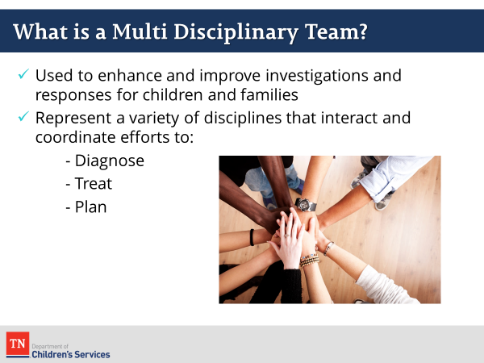 What is a Multi Disciplinary Team?
✓ Used to enhance and improve investigations and
responses for children and families
✓ Represent a variety of disciplines that interact and
coordinate efforts to:
- Diagnose
- Treat
- Plan
TN
Department of
Children's Services